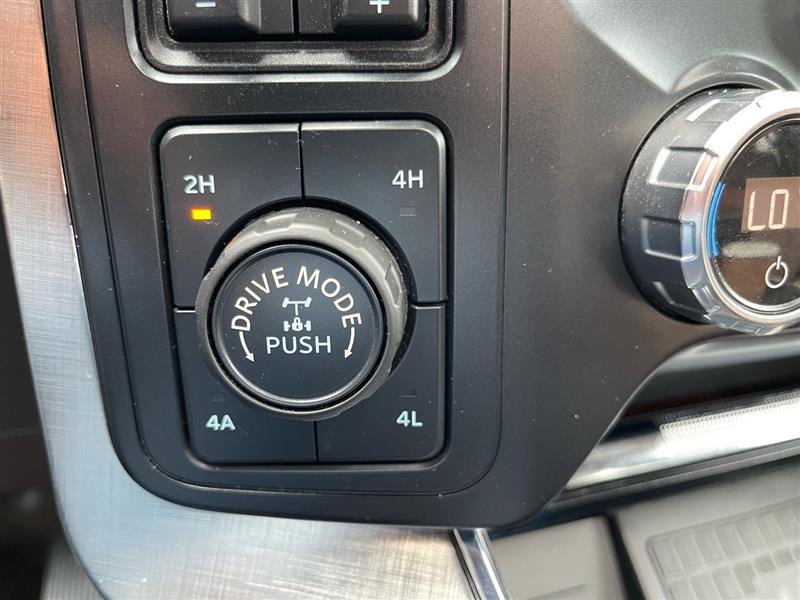 - +
2H 4H
DRIVE MODE
PUSH
4A 4L
LO